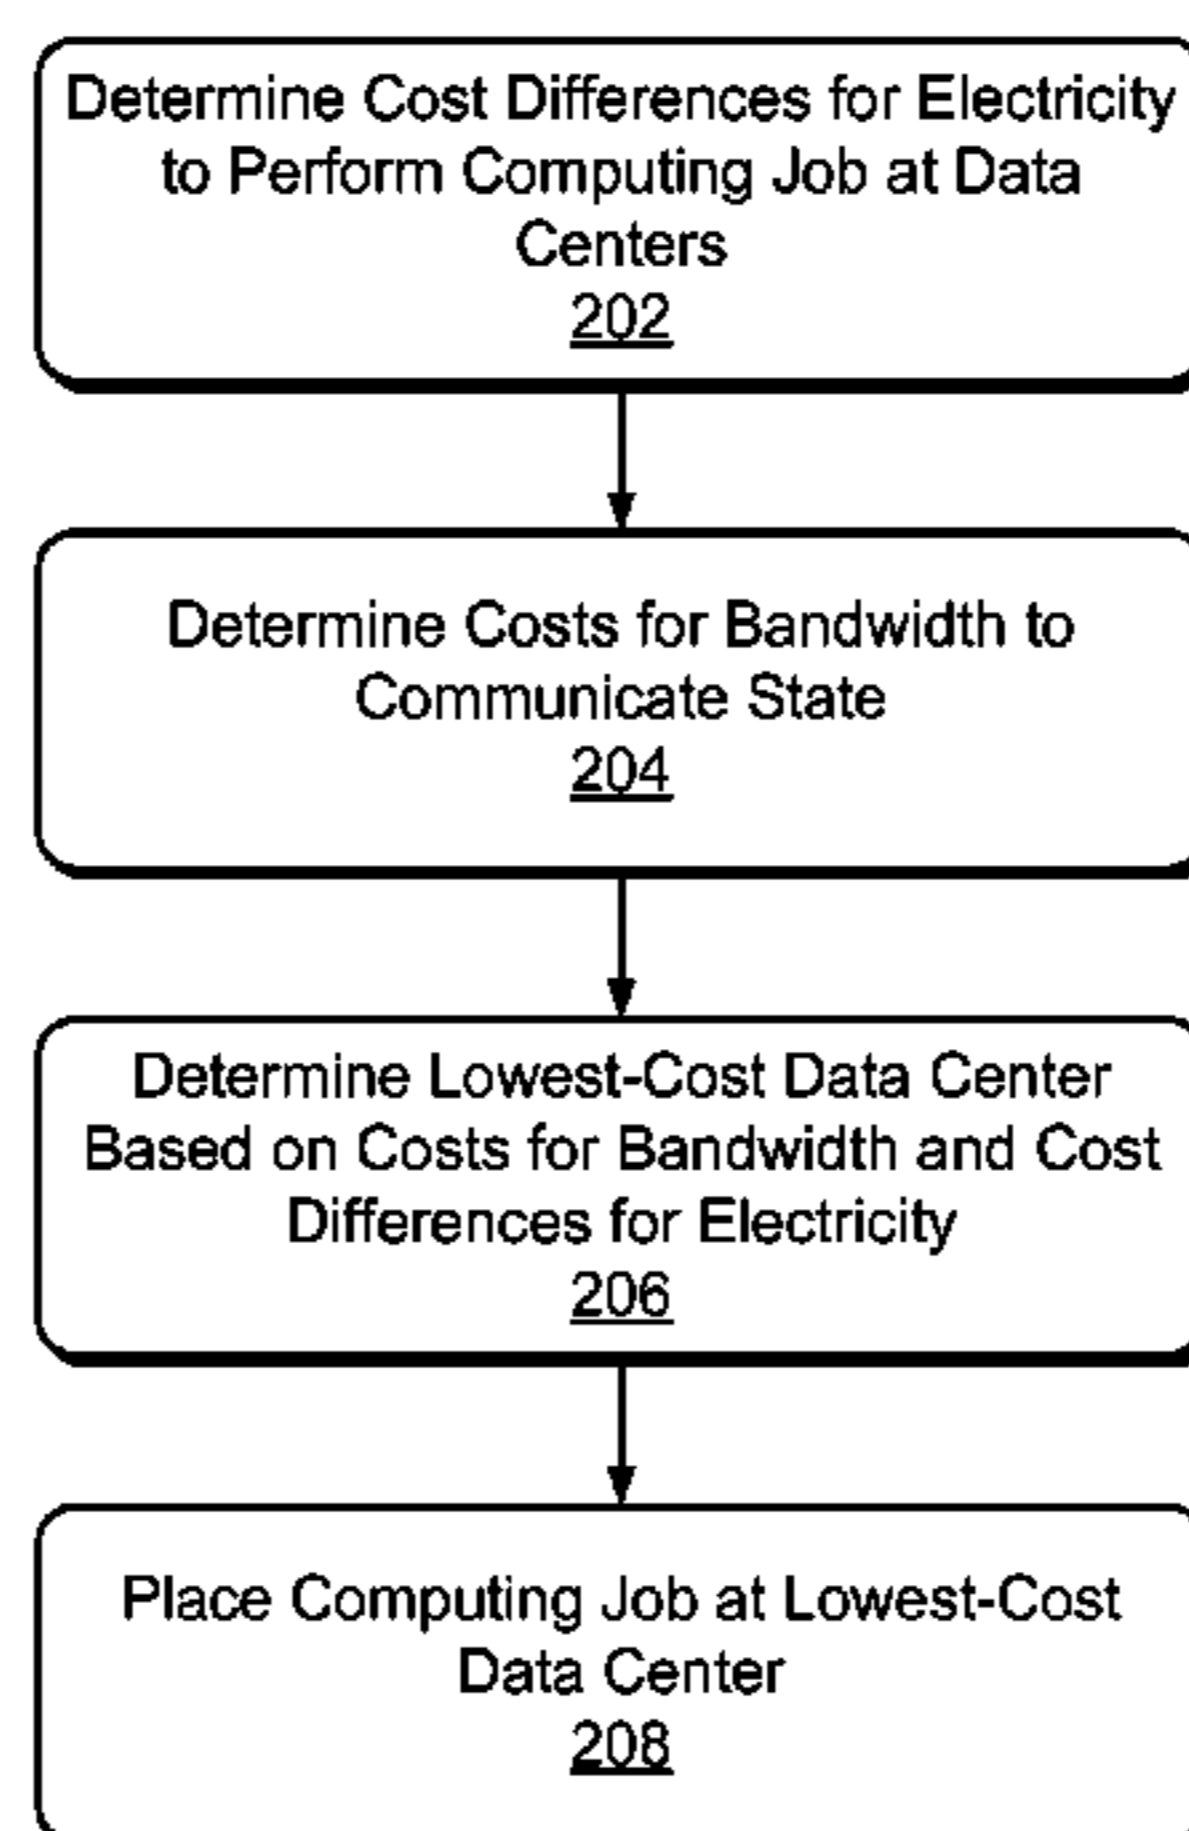 Determine Cost Differences for Electricity
to Perform Computing Job at Data
Centers
202
Determine Costs for Bandwidth to
Communicate State
204
Determine Lowest-Cost Data Center
Based on Costs for Bandwidth and Cost
Differences for Electricity
206
Place Computing Job at Lowest-Cost
Data Center
208